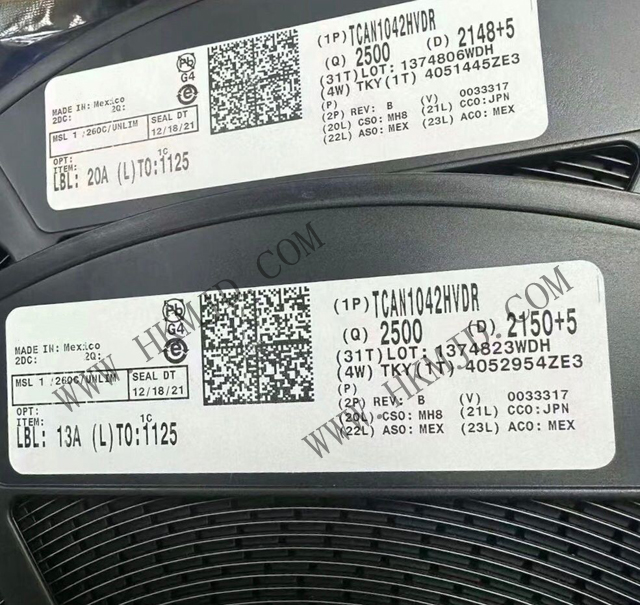 (1P) TCAN1042HVDR
(Q) 2500 (D) 2148+5
(31T) LOT: 1374806WDH
(4W) TKY (1T) 4051445ZE3
(P)
(2P) REV: B (V) 0033317
(20L) CSO: MH8 (21L) CCO:JPN
(22L) ASO: MEX (23L) ACO: MEX
Pb
G4
e
MADE IN: Mexico
2DC: 2Q:
MSL 1 /260C/UNLIM SEAL DT
12/18/21
OPT:
ITEM: 1C
LBL: 20A (L)TO:1125
(1P) TCAN1042HVDR
(Q) 2500 (D) 2150+5
(31T) LOT: 1374823WDH
(4W) TKY (1T) 4052954ZE3
(P)
(2P) REV: B (V) 0033317
(20L) CSO: MH8 (21L) CCO:JPN
(22L) ASO: MEX (23L) ACO: MEX
Pb
G4
e
MADE IN: Mexico
2DC: 2Q:
MSL 1 /260C/UNLIM SEAL DT
12/18/21
OPT:
ITEM: 1C
LBL: 13A (L)TO:1125
WWW. HKMJD. COM
WWW. HKMJD. COM